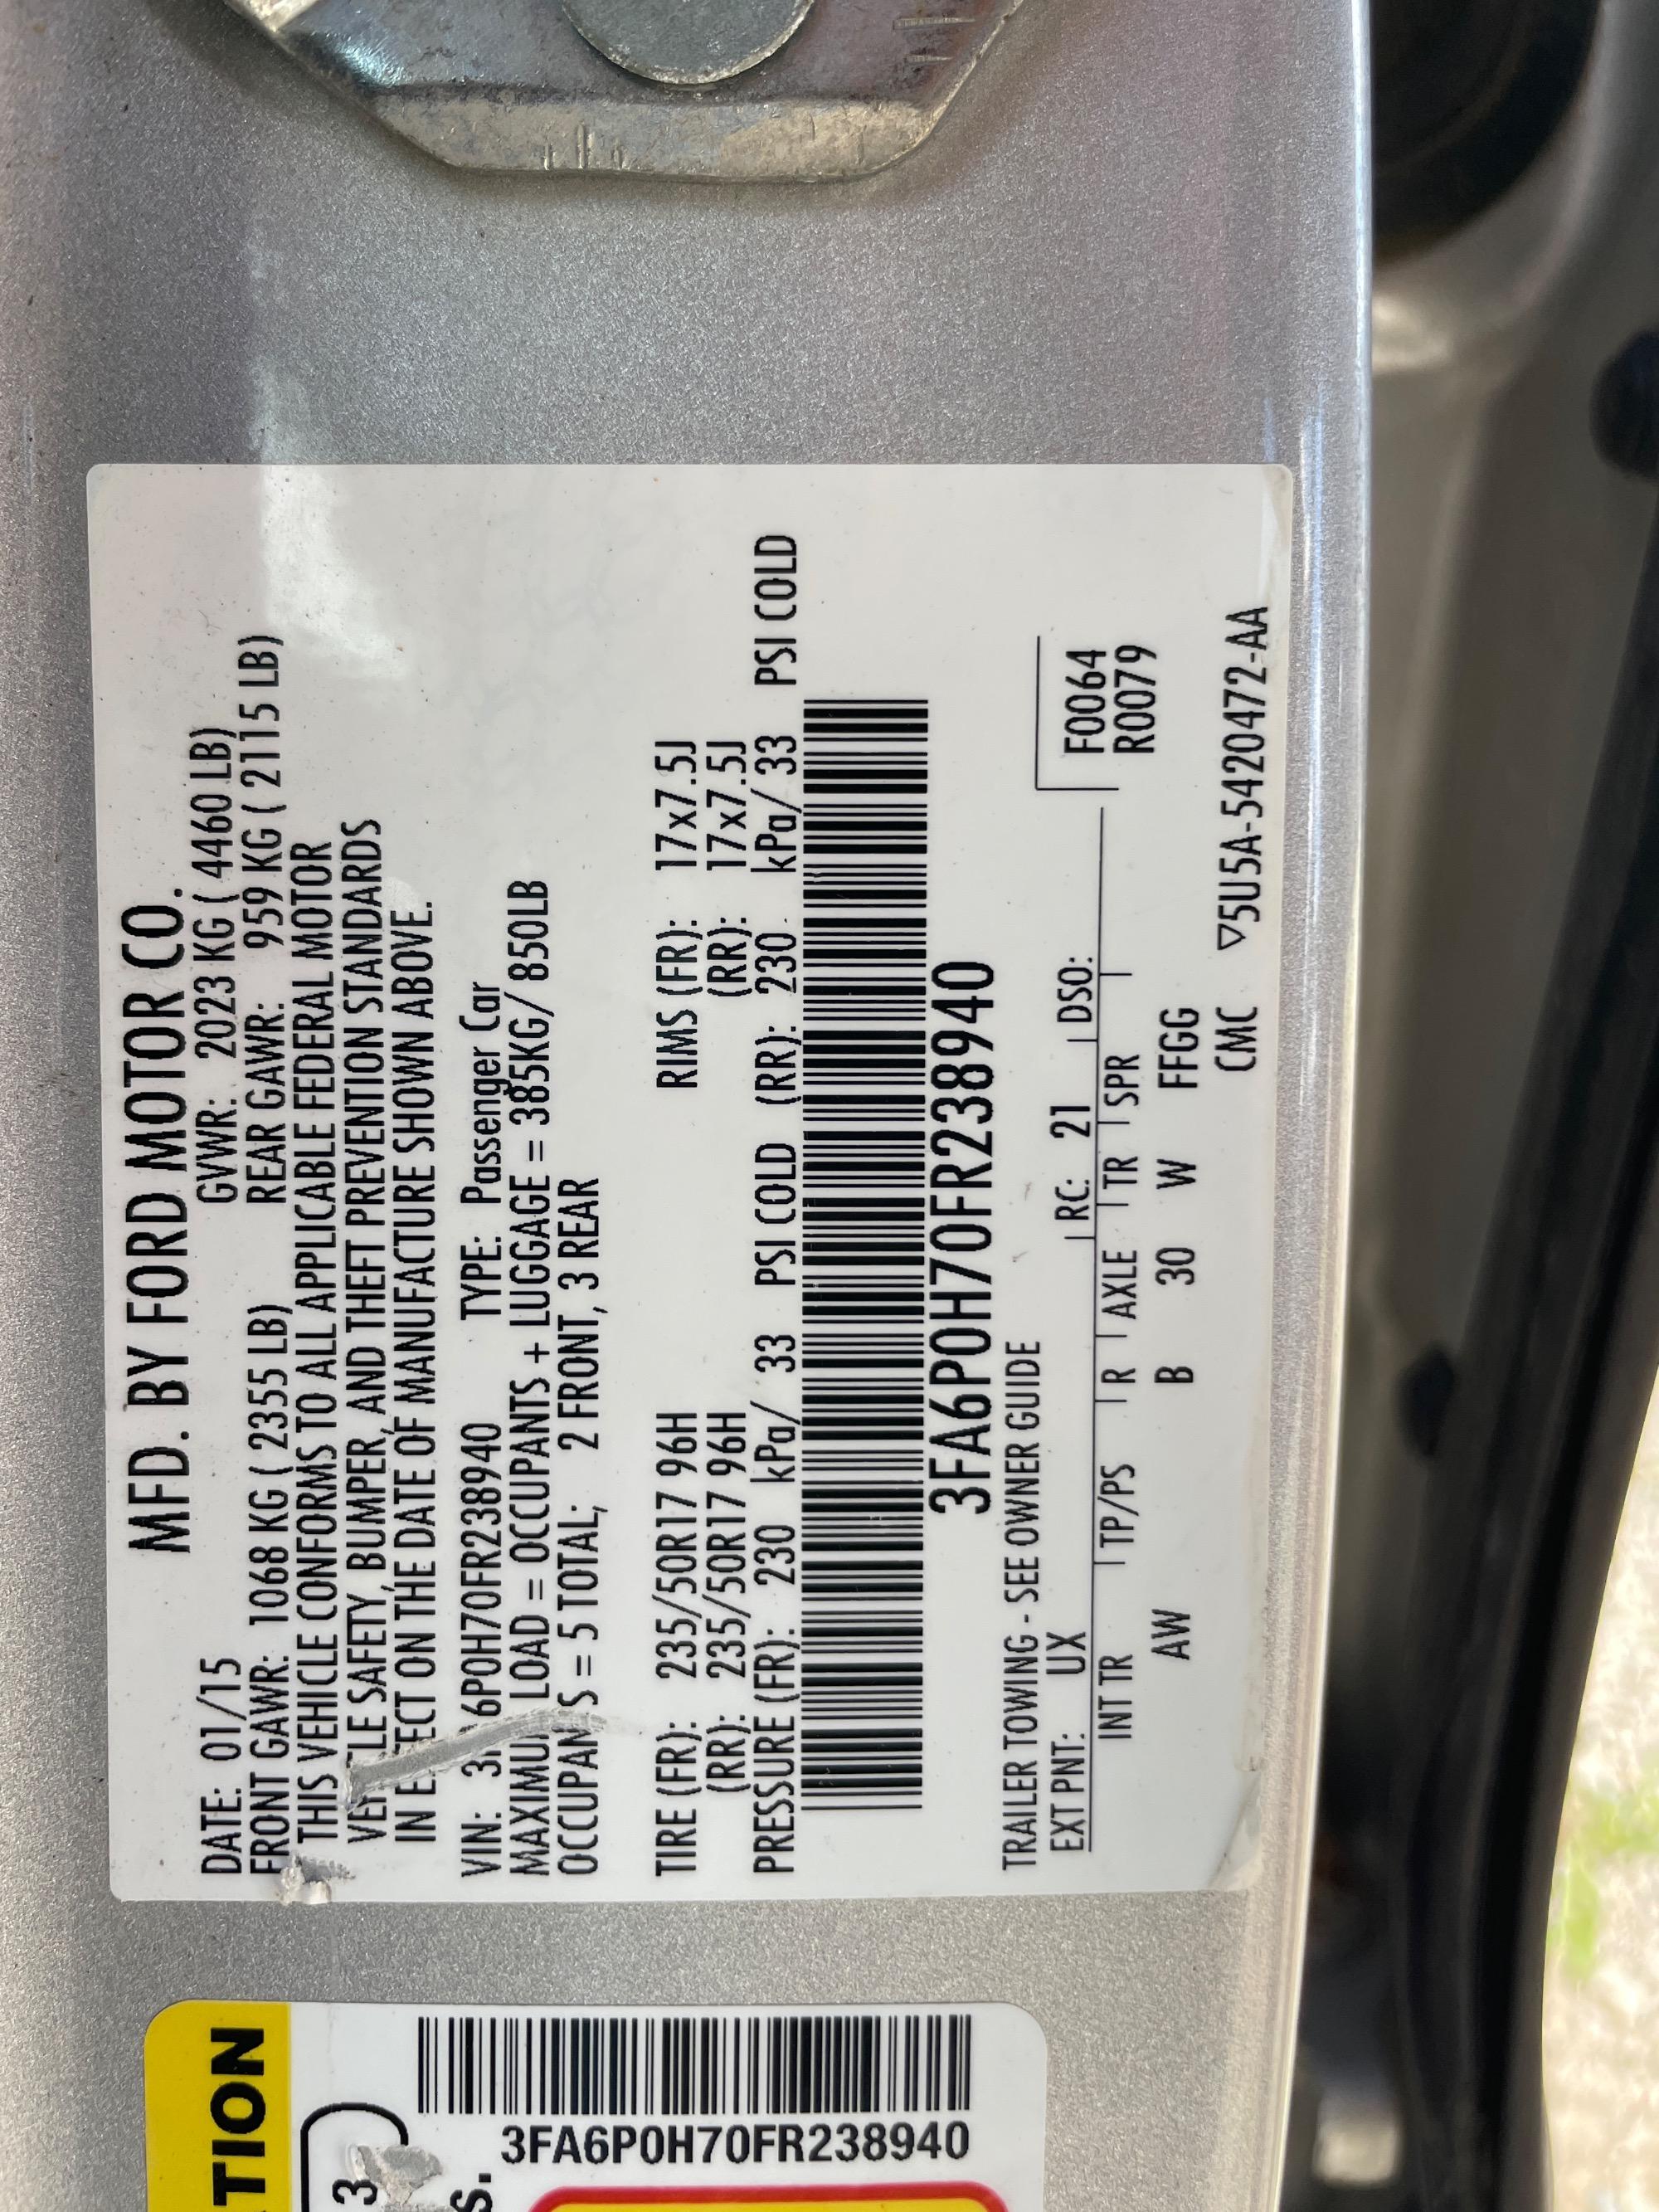 MFD. BY FORD MOTOR CO.
DATE: 01/15 GVWR: 2023 KG ( 4460 LB)
FRONT GAWR: 1068 KG ( 2355 LB) REAR GAWR: 959 KG ( 2115 LB)
THIS VEHICLE CONFORMS TO ALL APPLICABLE FEDERAL MOTOR
SAFETY, BUMPER, AND THEFT PREVENTION STANDARDS
IN ON THE DATE OF MANUFACTURE SHOWN ABOVE.
VIN: TYPE: Passenger Car
LOAD = OCCUPANTS + LUGGAGE = 385KG/ 850LB
= 5 TOTAL; 2 FRONT, 3 REAR
TIRE (FR): 235/50R17 96H RIMS (FR): 17x7.5J
(RR): 235/50R17 96H (RR): 17x7.5J
PRESSURE (FR): 230 kPa/ 33 PSI COLD (RR): 230 kPa/ 33 PSI COLD
3FA6P0H70FR238940
TRAILER TOWING - SEE OWNER GUIDE
EXT PNT: UX RC: 21 DSO:
INT TR TP/PS R AXLE TR SPR F0064
AW B 30 W FFGG R0079
CMC ▽5U5A-5420472-AA
TION
3
S.
3FA6P0H70FR238940